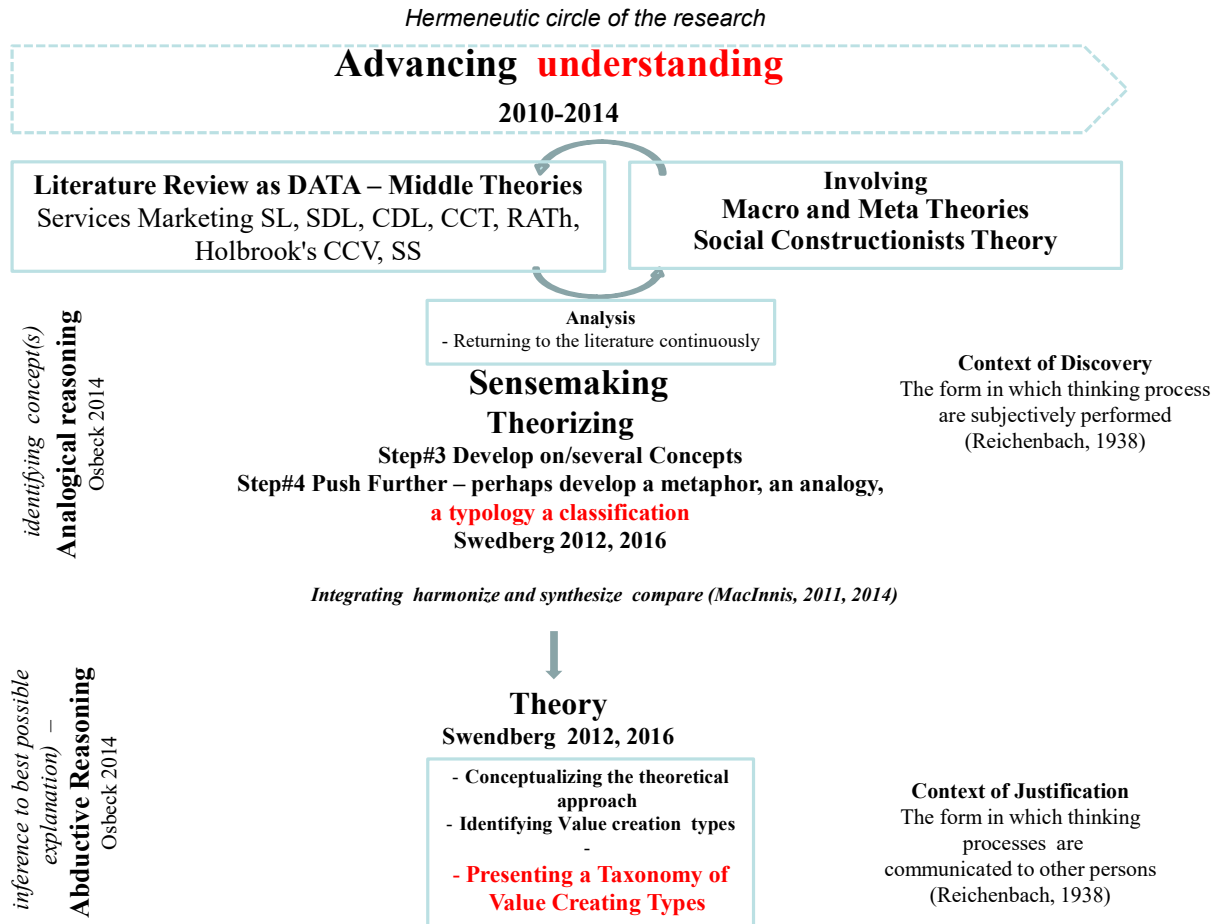 Hermeneutic circle of the research
Advancing understanding
2010-2014
Literature Review as DATA – Middle Theories
Services Marketing SL, SDL, CDL, CCT, RATh,
Holbrook's CCV, SS
Involving
Macro and Meta Theories
Social Constructionists Theory
Analysis
- Returning to the literature continuously
identifying concept(s)
Analogical reasoning
Osbeck 2014
Sensemaking
Theorizing
Step#3 Develop on/several Concepts
Step#4 Push Further – perhaps develop a metaphor, an analogy,
a typology a classification
Swedberg 2012, 2016
Context of Discovery
The form in which thinking process
are subjectively performed
(Reichenbach, 1938)
Integrating harmonize and synthesize compare (MacInnis, 2011, 2014)
inference to best possible
explanation) –
Abductive Reasoning
Osbeck 2014
Theory
Swendberg 2012, 2016
- Conceptualizing the theoretical
approach
- Identifying Value creation types
-
- Presenting a Taxonomy of
Value Creating Types
Context of Justification
The form in which thinking
processes are
communicated to other persons
(Reichenbach, 1938)